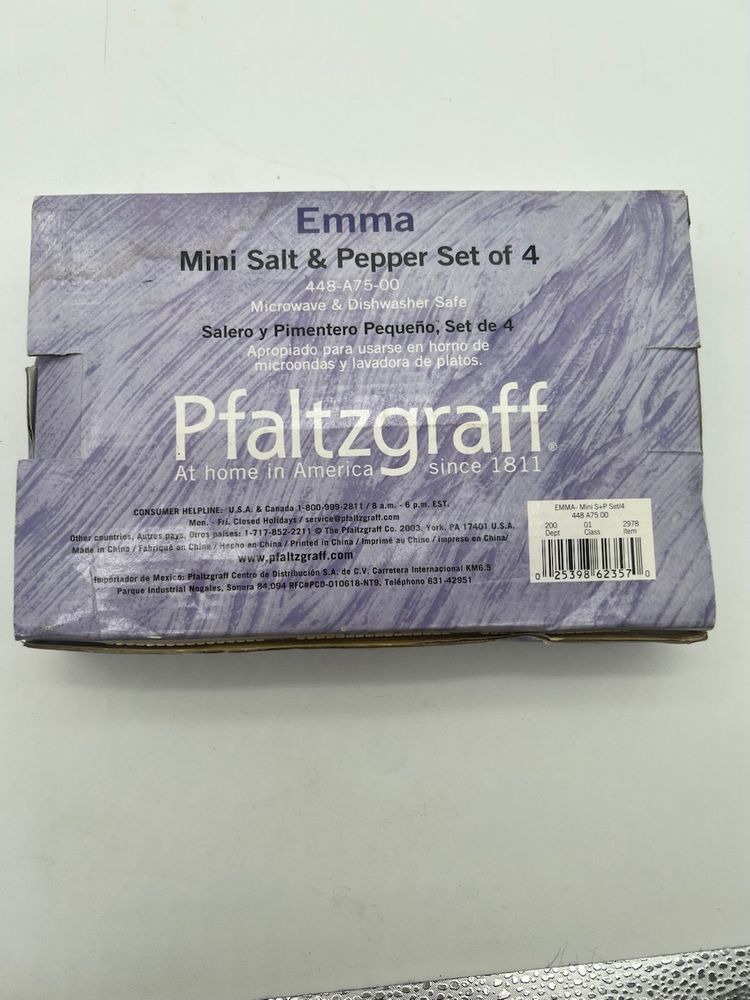 Emma
Mini Salt & Pepper Set of 4
448-A75-00
Microwave & Dishwasher Safe
Salero y Pimentero Pequeño, Set de 4
Apropiado para usarse en horno de
microondas y lavadora de platos.
Pfaltzgraff®
At home in America since 1811
CONSUMER HELPLINE: U.S.A. & Canada 1-800-999-2811 / 8 a.m. - 6 p.m. EST.
Mon. - Fri. Closed Holidays / service@pfaltzgraff.com
Other countries, Autres pays, Otros paises: 1-717-852-2211 © The Pfaltzgraff Co. 2003, York, PA 17401 U.S.A.
Made in China / Fabriqué en Chine / Hecho en China / Printed in China / Imprimé au Chine / Impreso en China/
www.pfaltzgraff.com
Importador de Mexico: Pfaltzgraff Centro de Distribución S.A. de C.V. Carretera Internacional KM6.5
Parque Industrial Nogales, Sonora 84,094 RFC#PCD-010618-NT9, Teléphono 631-42951
EMMA- Mini S+P Set/4
448 A75 00
200 01 2978
Dept Class Item
0 25398 62357 0